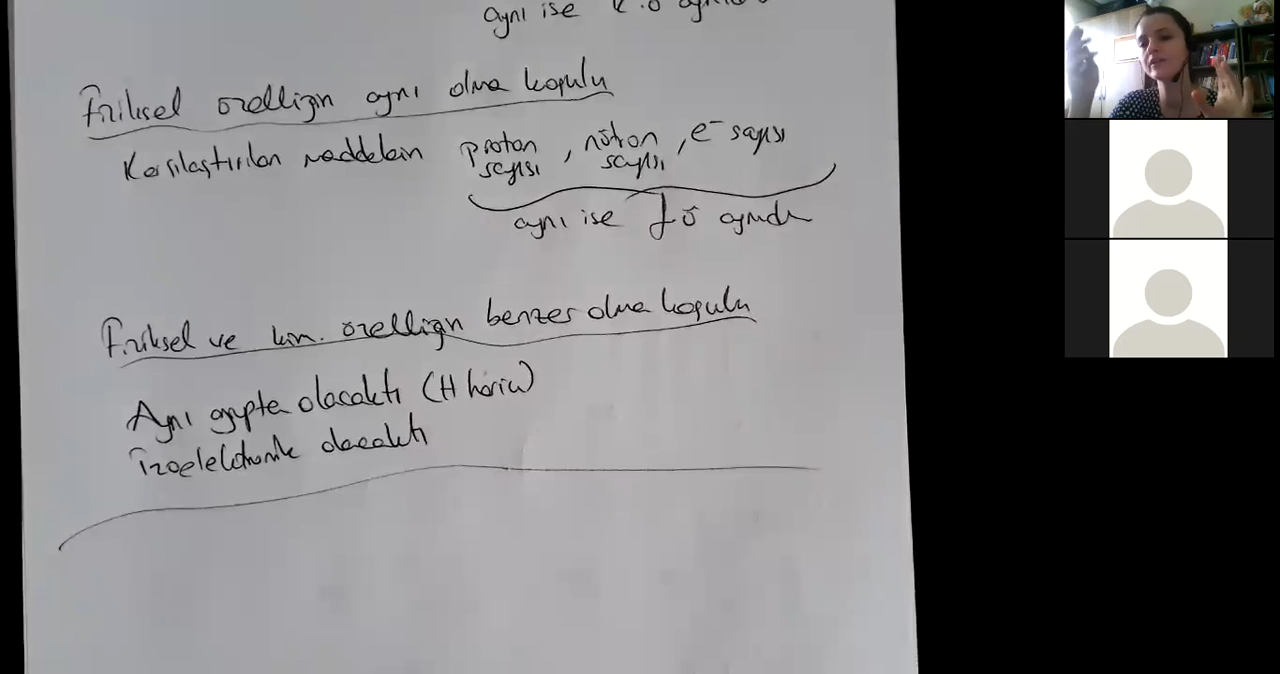 aynı ise K.Ö aynıdır
Fiziksel özelliğin aynı olma koşulu
Karşılaştırılan maddelerin proton sayısı, nötron sayısı, e⁻ sayısı
aynı ise fö aynıdır
Fiziksel ve kim. özelliğin benzer olma koşulu
Aynı grupta olacaktı (H hariç)
İzoelektronik olacaktı